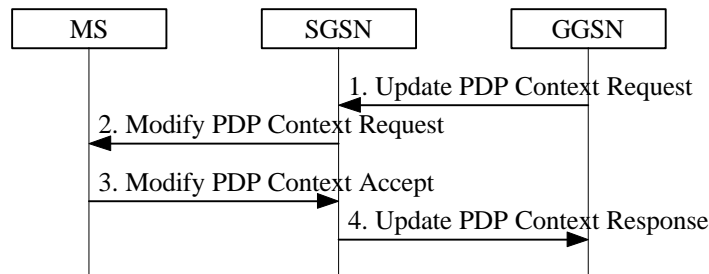 MS
SGSN
GGSN
1. Update PDP Context Request
2. Modify PDP Context Request
3. Modify PDP Context Accept
4. Update PDP Context Response